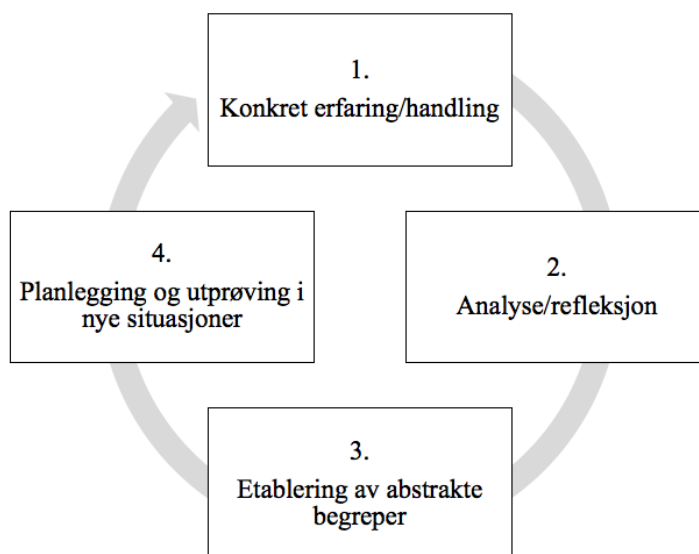 1.
Konkret erfaring/handling
2.
Analyse/refleksjon
3.
Etablering av abstrakte
begreper
4.
Planlegging og utprøving i
nye situasjoner